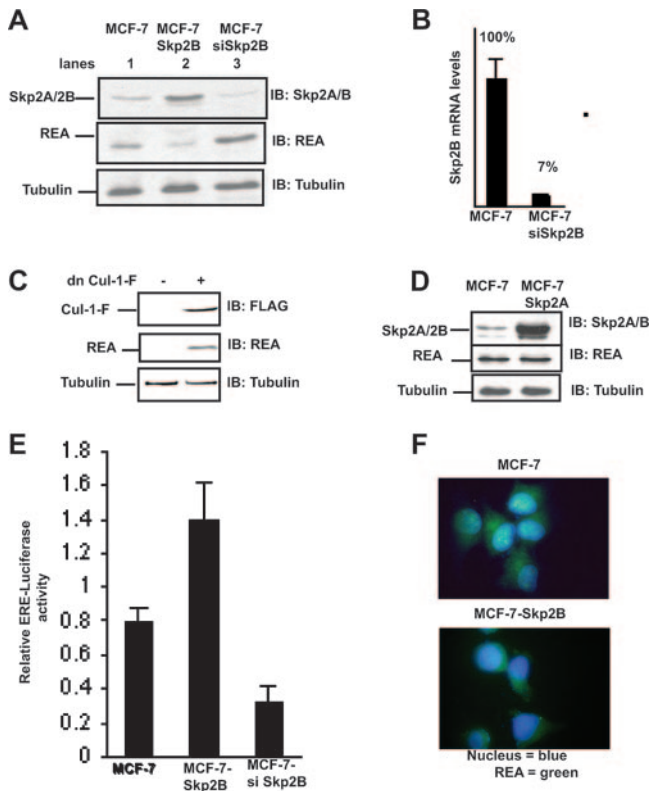 A
MCF-7
MCF-7 Skp2B
MCF-7 siSkp2B
lanes 1 2 3
Skp2A/2B
IB: Skp2A/B
REA
IB: REA
Tubulin
IB: Tubulin
B
Skp2B mRNA levels
100%
7%
MCF-7
MCF-7 siSkp2B
C
dn Cul-1-F - +
Cul-1-F
IB: FLAG
REA
IB: REA
Tubulin
IB: Tubulin
D
MCF-7
MCF-7 Skp2A
Skp2A/2B
IB: Skp2A/B
REA
IB: REA
Tubulin
IB: Tubulin
E
Relative ERE-Luciferase activity
1.8
1.6
1.4
1.2
1
0.8
0.6
0.4
0.2
0
MCF-7
MCF-7-Skp2B
MCF-7-si Skp2B
F
MCF-7
MCF-7-Skp2B
Nucleus = blue
REA = green